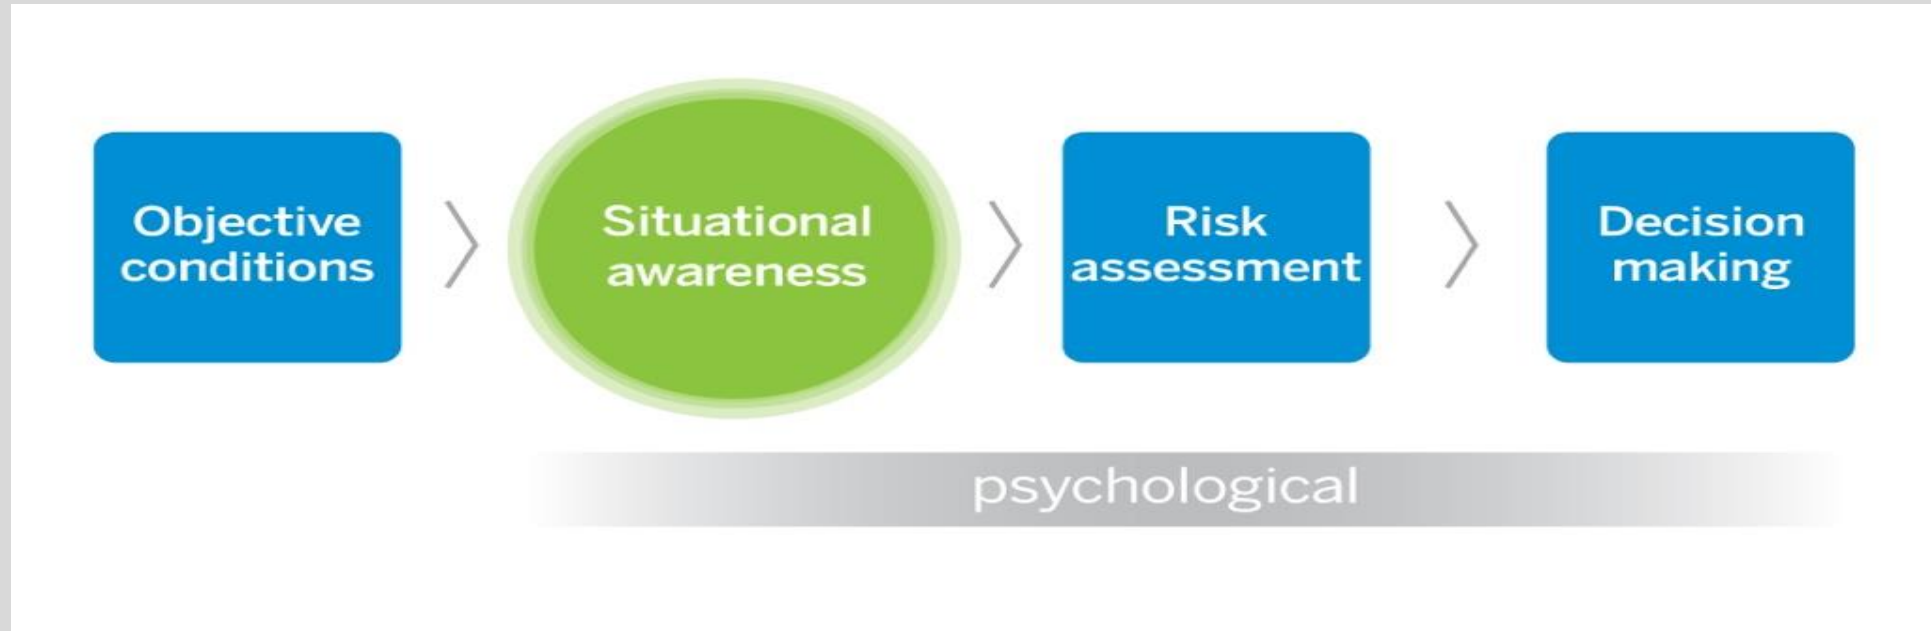 Objective
conditions
Situational
awareness
Risk
assessment
Decision
making
psychological